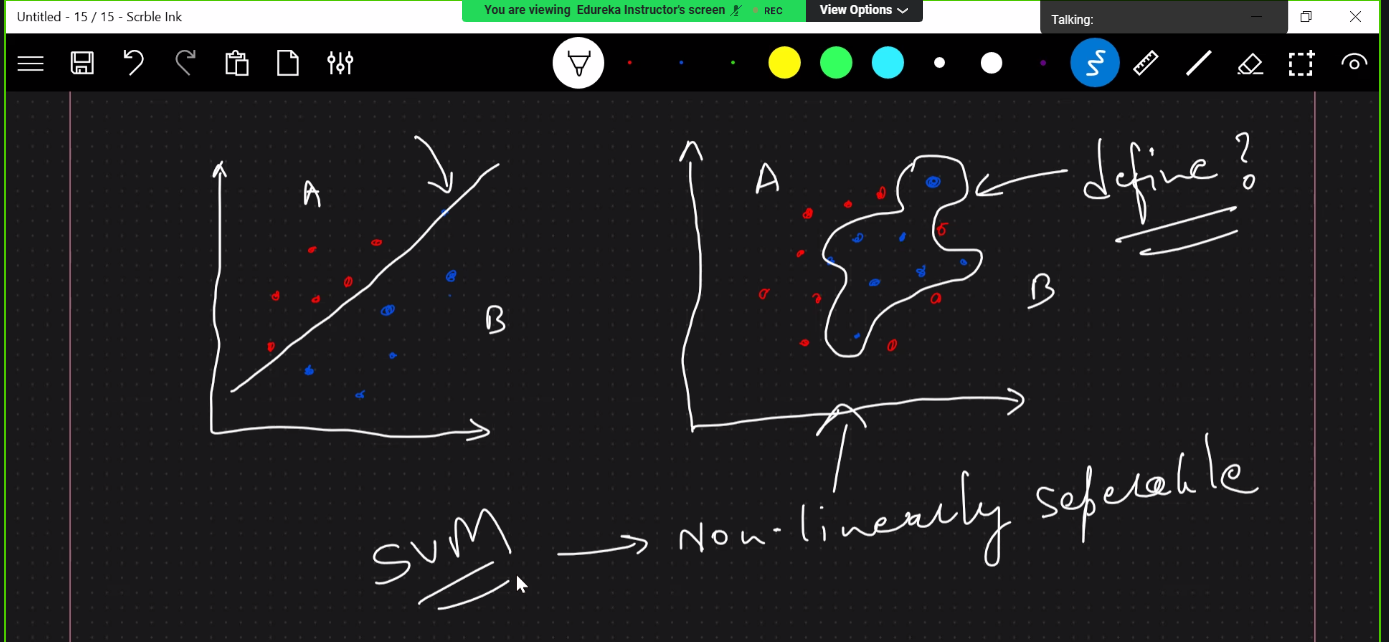 Untitled - 15 / 15 - Scrble Ink
You are viewing Edureka Instructor's screen
REC
View Options
Talking:
A
B
A
B
define?
SVM → Non-linearly seperable